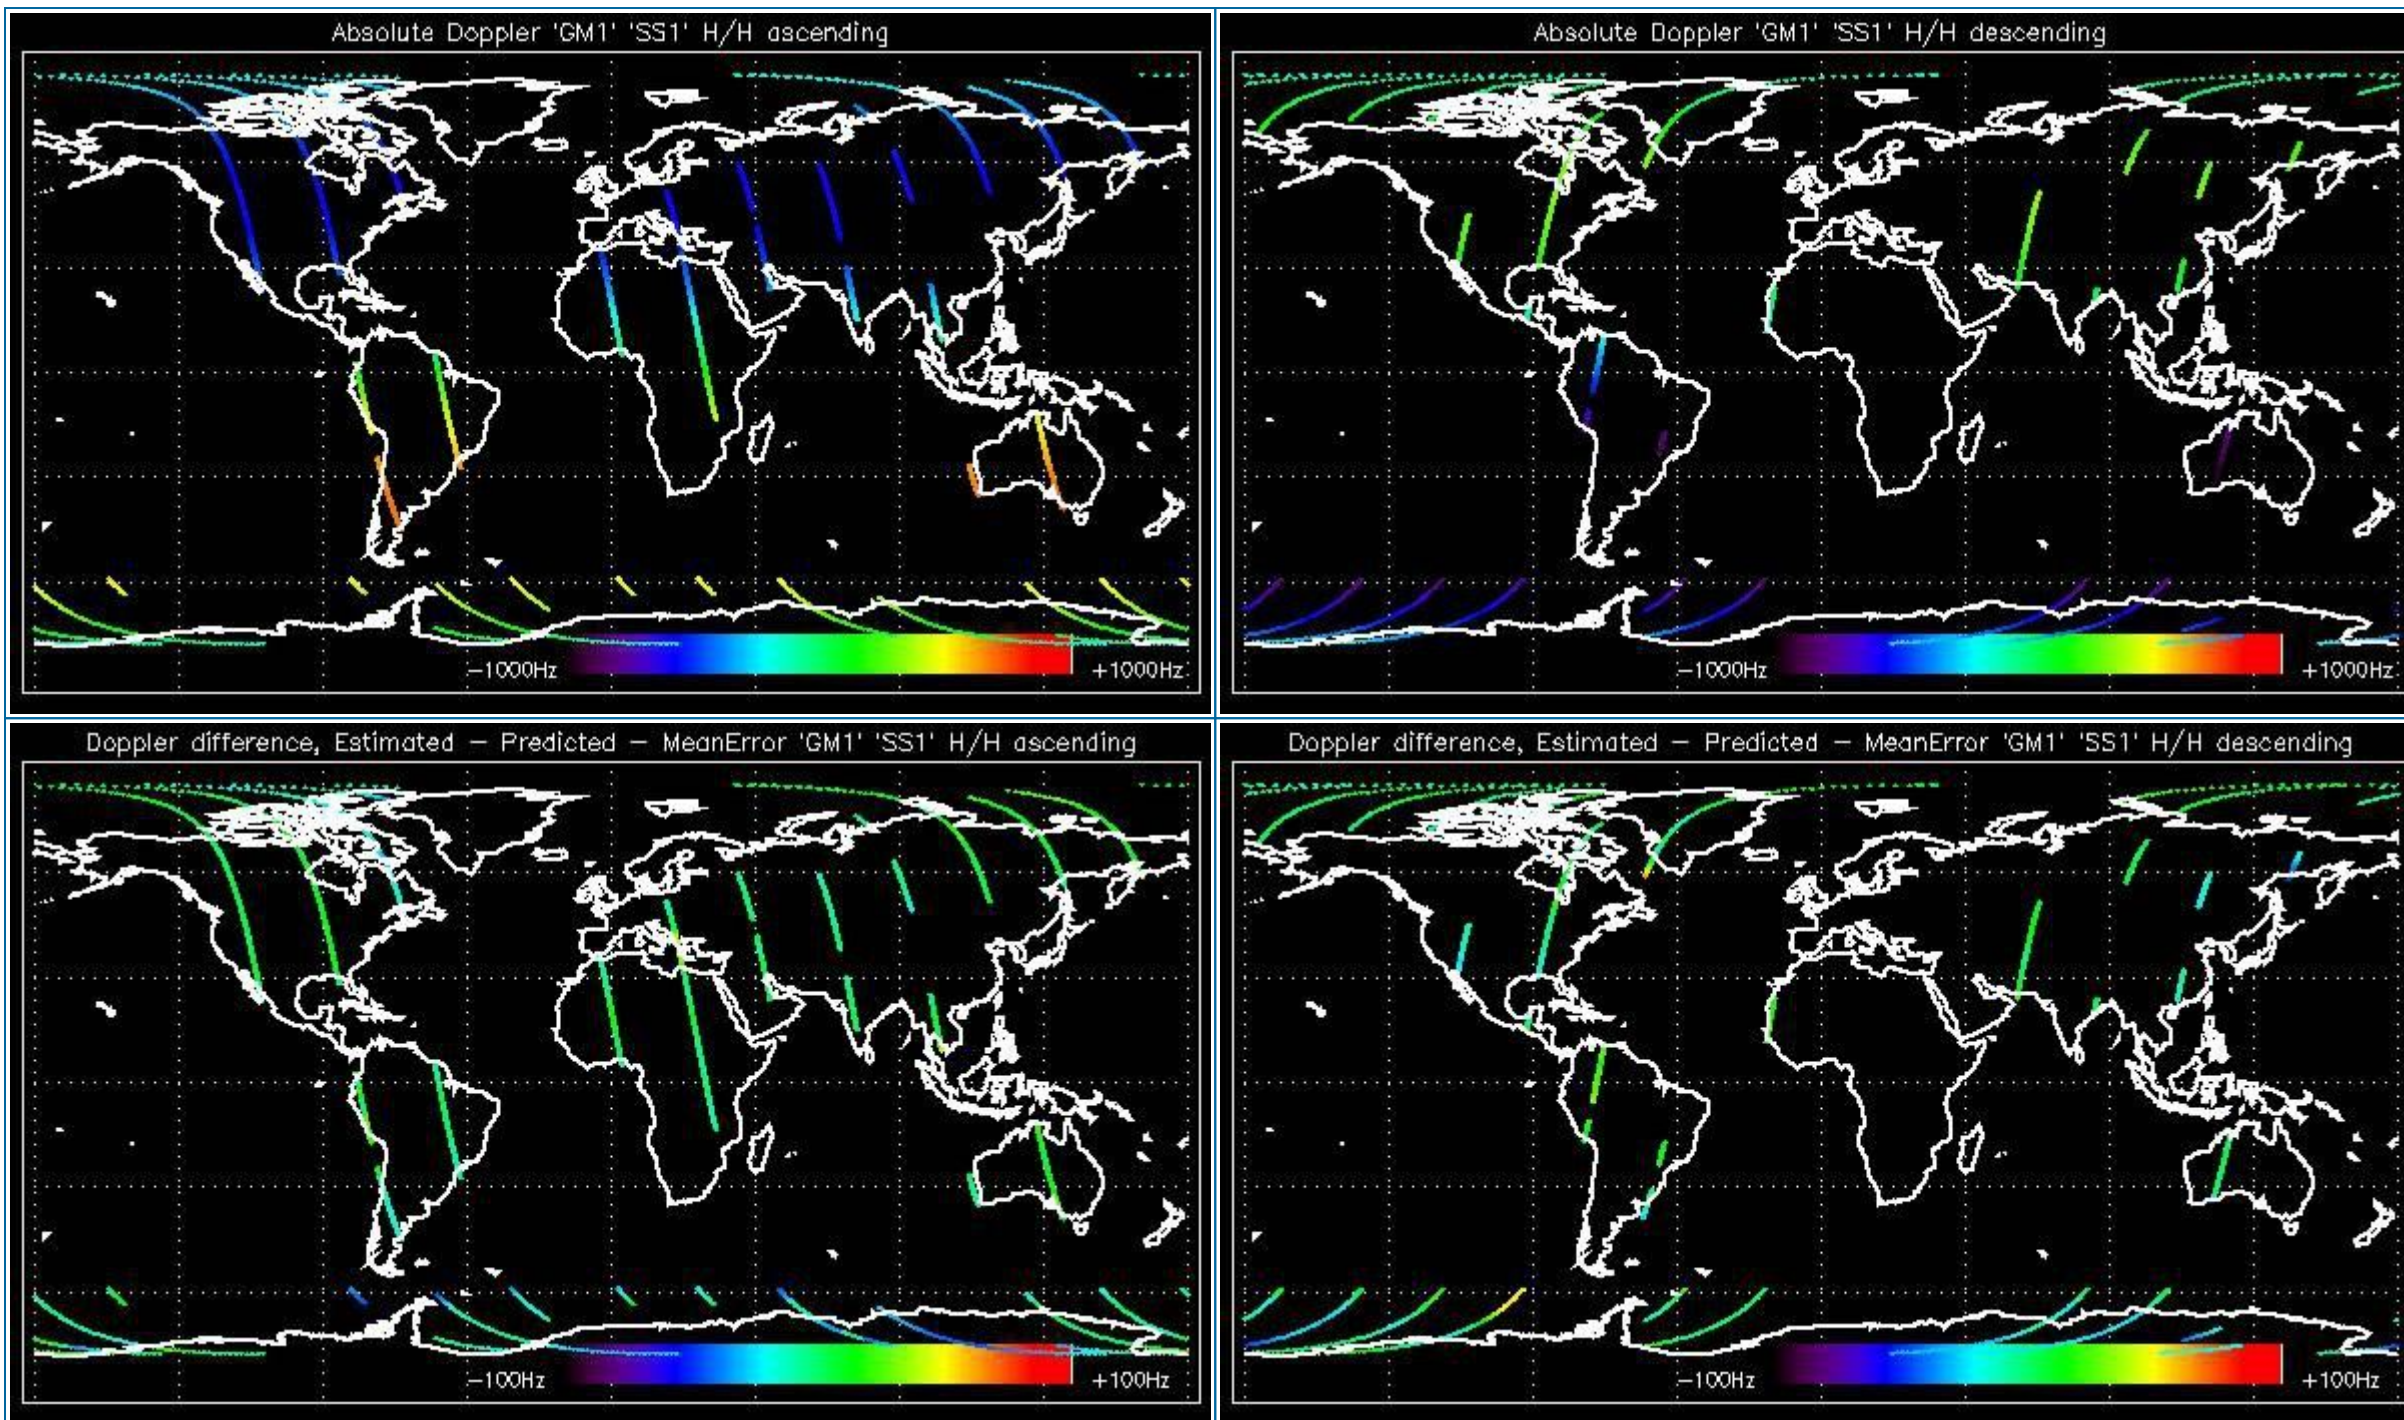 Absolute Doppler 'GM1' 'SS1' H/H ascending
−1000Hz
+1000Hz
Absolute Doppler 'GM1' 'SS1' H/H descending
−1000Hz
+1000Hz
Doppler difference, Estimated − Predicted − MeanError 'GM1' 'SS1' H/H ascending
−100Hz
+100Hz
Doppler difference, Estimated − Predicted − MeanError 'GM1' 'SS1' H/H descending
−100Hz
+100Hz